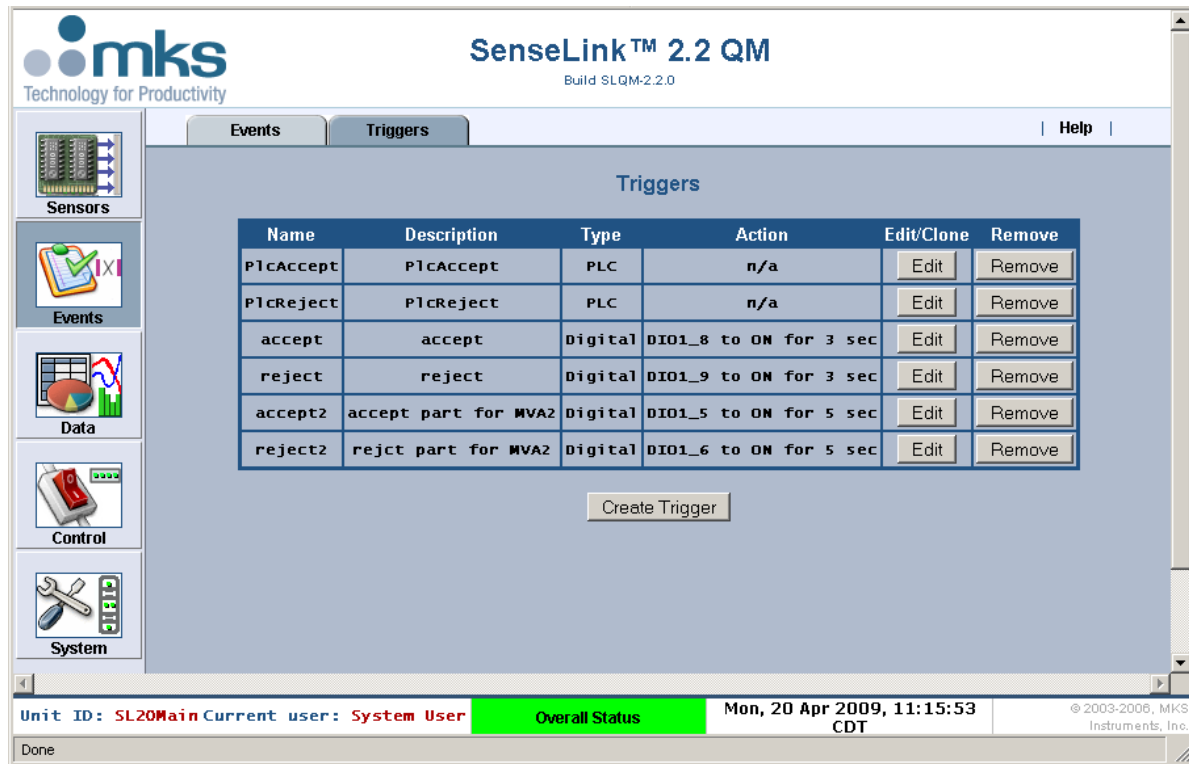 mks
Technology for Productivity
SenseLink™ 2.2 QM
Build SLQM-2.2.0
Events
Triggers
| Help |
Sensors
Events
Data
Control
System
Triggers
Name Description Type Action Edit/Clone Remove
PlcAccept PlcAccept PLC n/a Edit Remove
PlcReject PlcReject PLC n/a Edit Remove
accept accept Digital DIO1_8 to ON for 3 sec Edit Remove
reject reject Digital DIO1_9 to ON for 3 sec Edit Remove
accept2 accept part for MVA2 Digital DIO1_5 to ON for 5 sec Edit Remove
reject2 rejct part for MVA2 Digital DIO1_6 to ON for 5 sec Edit Remove
Create Trigger
Unit ID: SL20Main Current user: System User
Overall Status
Mon, 20 Apr 2009, 11:15:53
CDT
© 2003-2006, MKS
Instruments, Inc.
Done